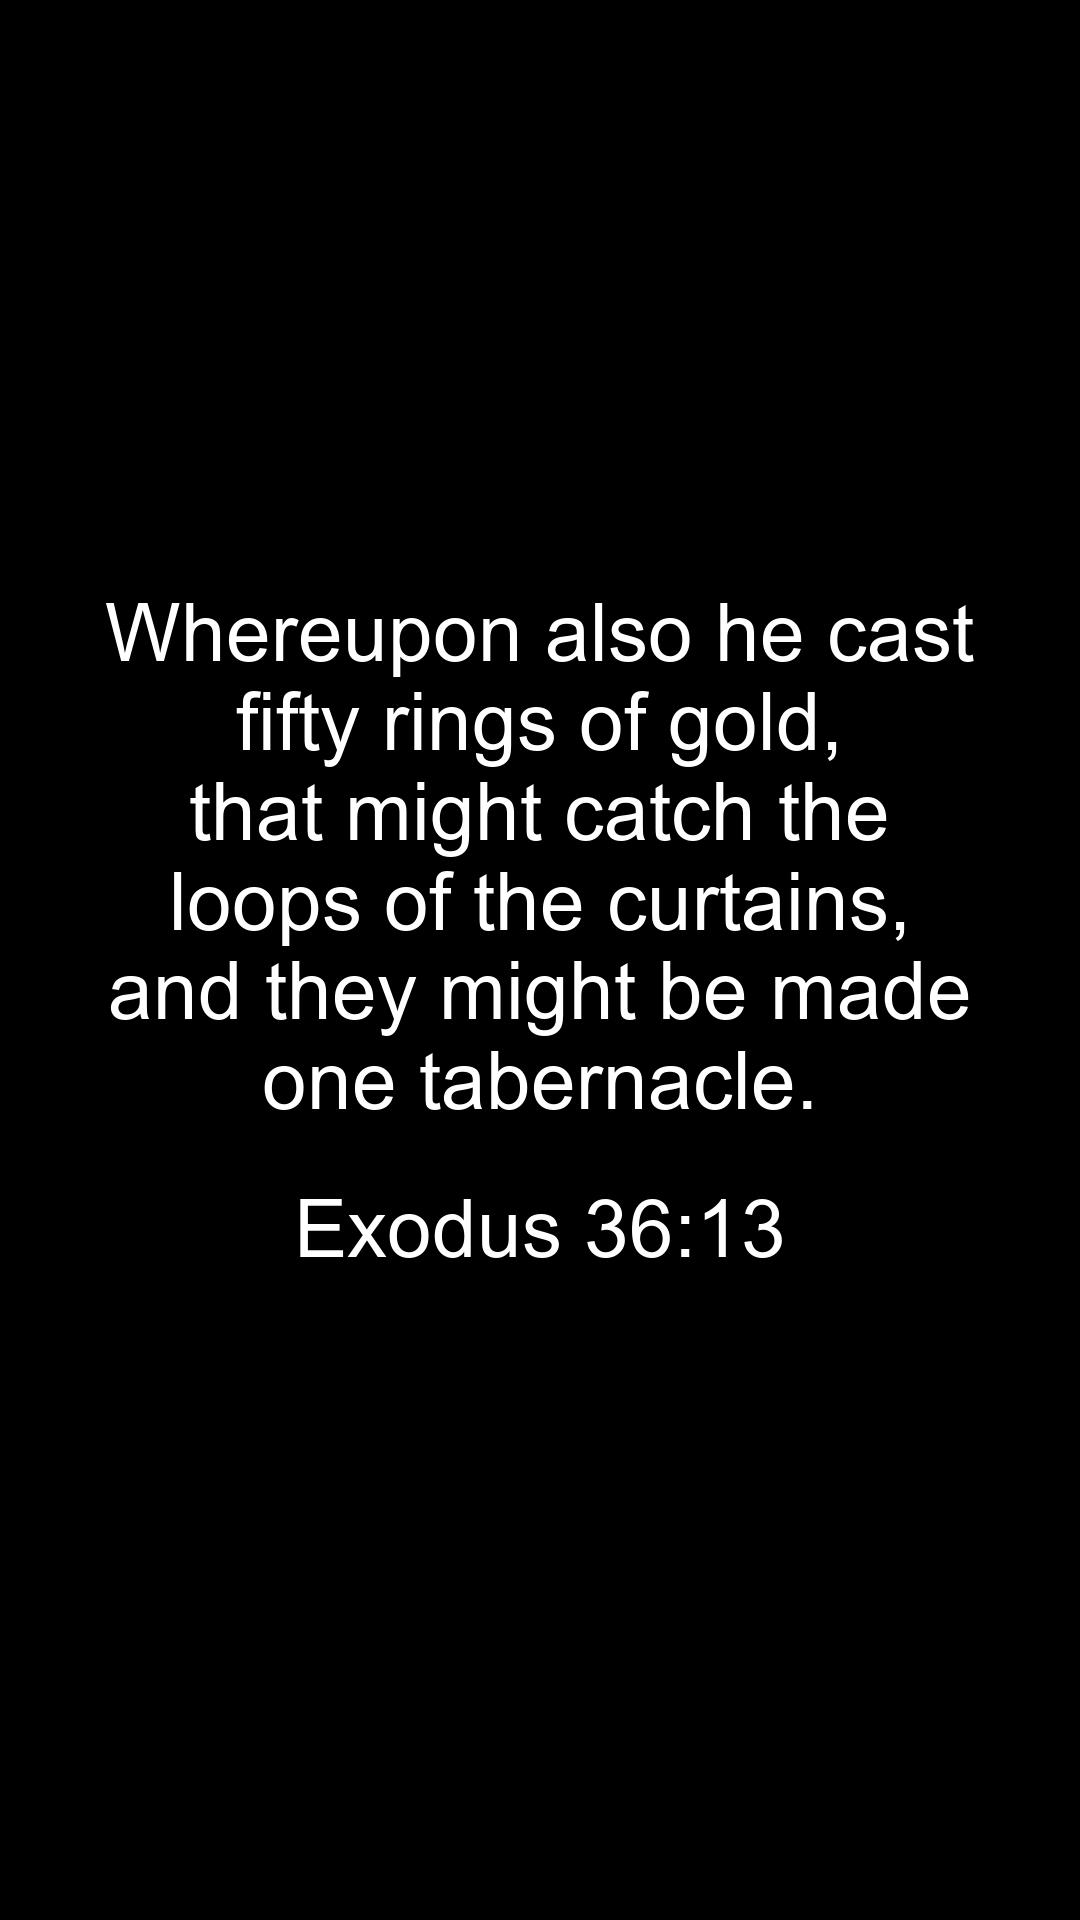 Whereupon also he cast
fifty rings of gold,
that might catch the
loops of the curtains,
and they might be made
one tabernacle.
Exodus 36:13